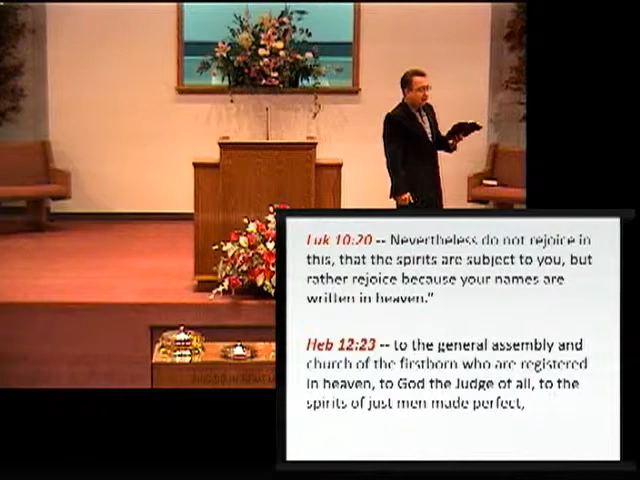 Luk 10:20 -- Nevertheless do not rejoice in
this, that the spirits are subject to you, but
rather rejoice because your names are
written in heaven."
Heb 12:23 -- to the general assembly and
church of the firstborn who are registered
in heaven, to God the Judge of all, to the
spirits of just men made perfect,